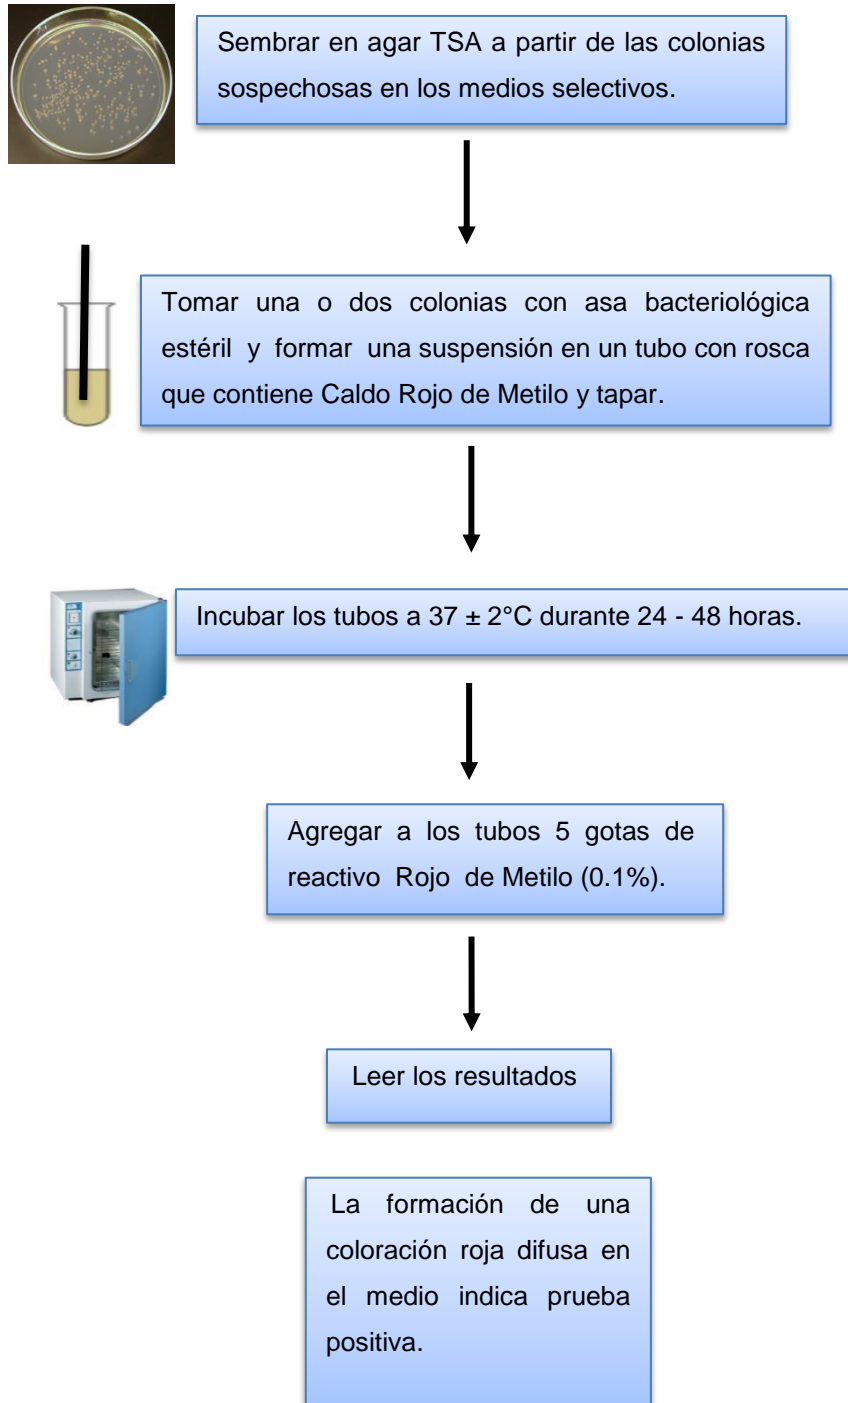 Sembrar en agar TSA a partir de las colonias
sospechosas en los medios selectivos.
Tomar una o dos colonias con asa bacteriológica
estéril y formar una suspensión en un tubo con rosca
que contiene Caldo Rojo de Metilo y tapar.
Incubar los tubos a 37 ± 2°C durante 24 - 48 horas.
Agregar a los tubos 5 gotas de
reactivo Rojo de Metilo (0.1%).
Leer los resultados
La formación de una
coloración roja difusa en
el medio indica prueba
positiva.